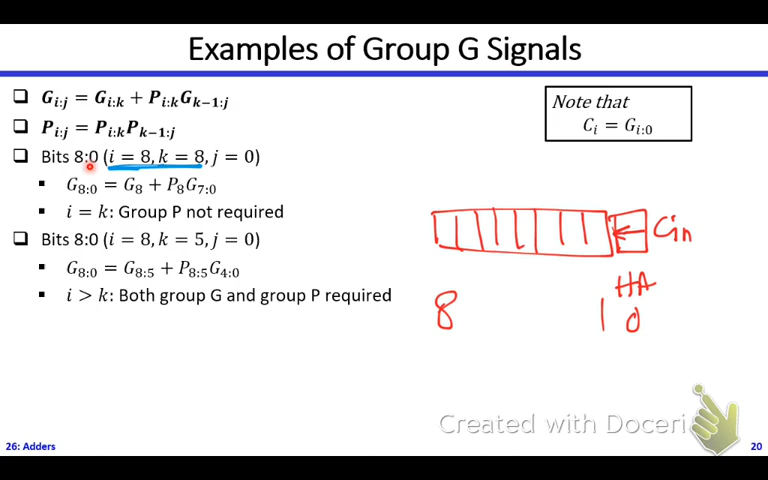 Examples of Group G Signals
❑ G_{i:j} = G_{i:k} + P_{i:k}G_{k−1:j}
❑ P_{i:j} = P_{i:k}P_{k−1:j}
❑ Bits 8:0 (i = 8, k = 8, j = 0)
▪ G_{8:0} = G_8 + P_8G_{7:0}
▪ i = k: Group P not required
❑ Bits 8:0 (i = 8, k = 5, j = 0)
▪ G_{8:0} = G_{8:5} + P_{8:5}G_{4:0}
▪ i > k: Both group G and group P required
Note that
C_i = G_{i:0}
Cin
HA
8 1 0
Created with Doceri
26: Adders
20